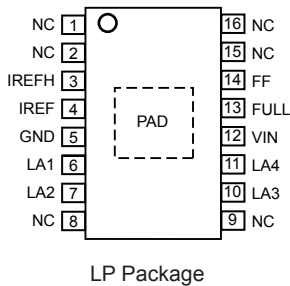 NC 1 16 NC
NC 2 15 NC
IREFH 3 14 FF
IREF 4 13 FULL
PAD
GND 5 12 VIN
LA1 6 11 LA4
LA2 7 10 LA3
NC 8 9 NC
LP Package